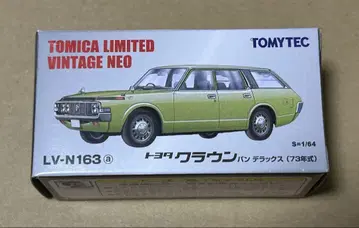 TOMICA LIMITED
VINTAGE NEO
TOMYTEC
S=1/64
LV-N163 a
トヨタ クラウン バン デラックス ('73年式)